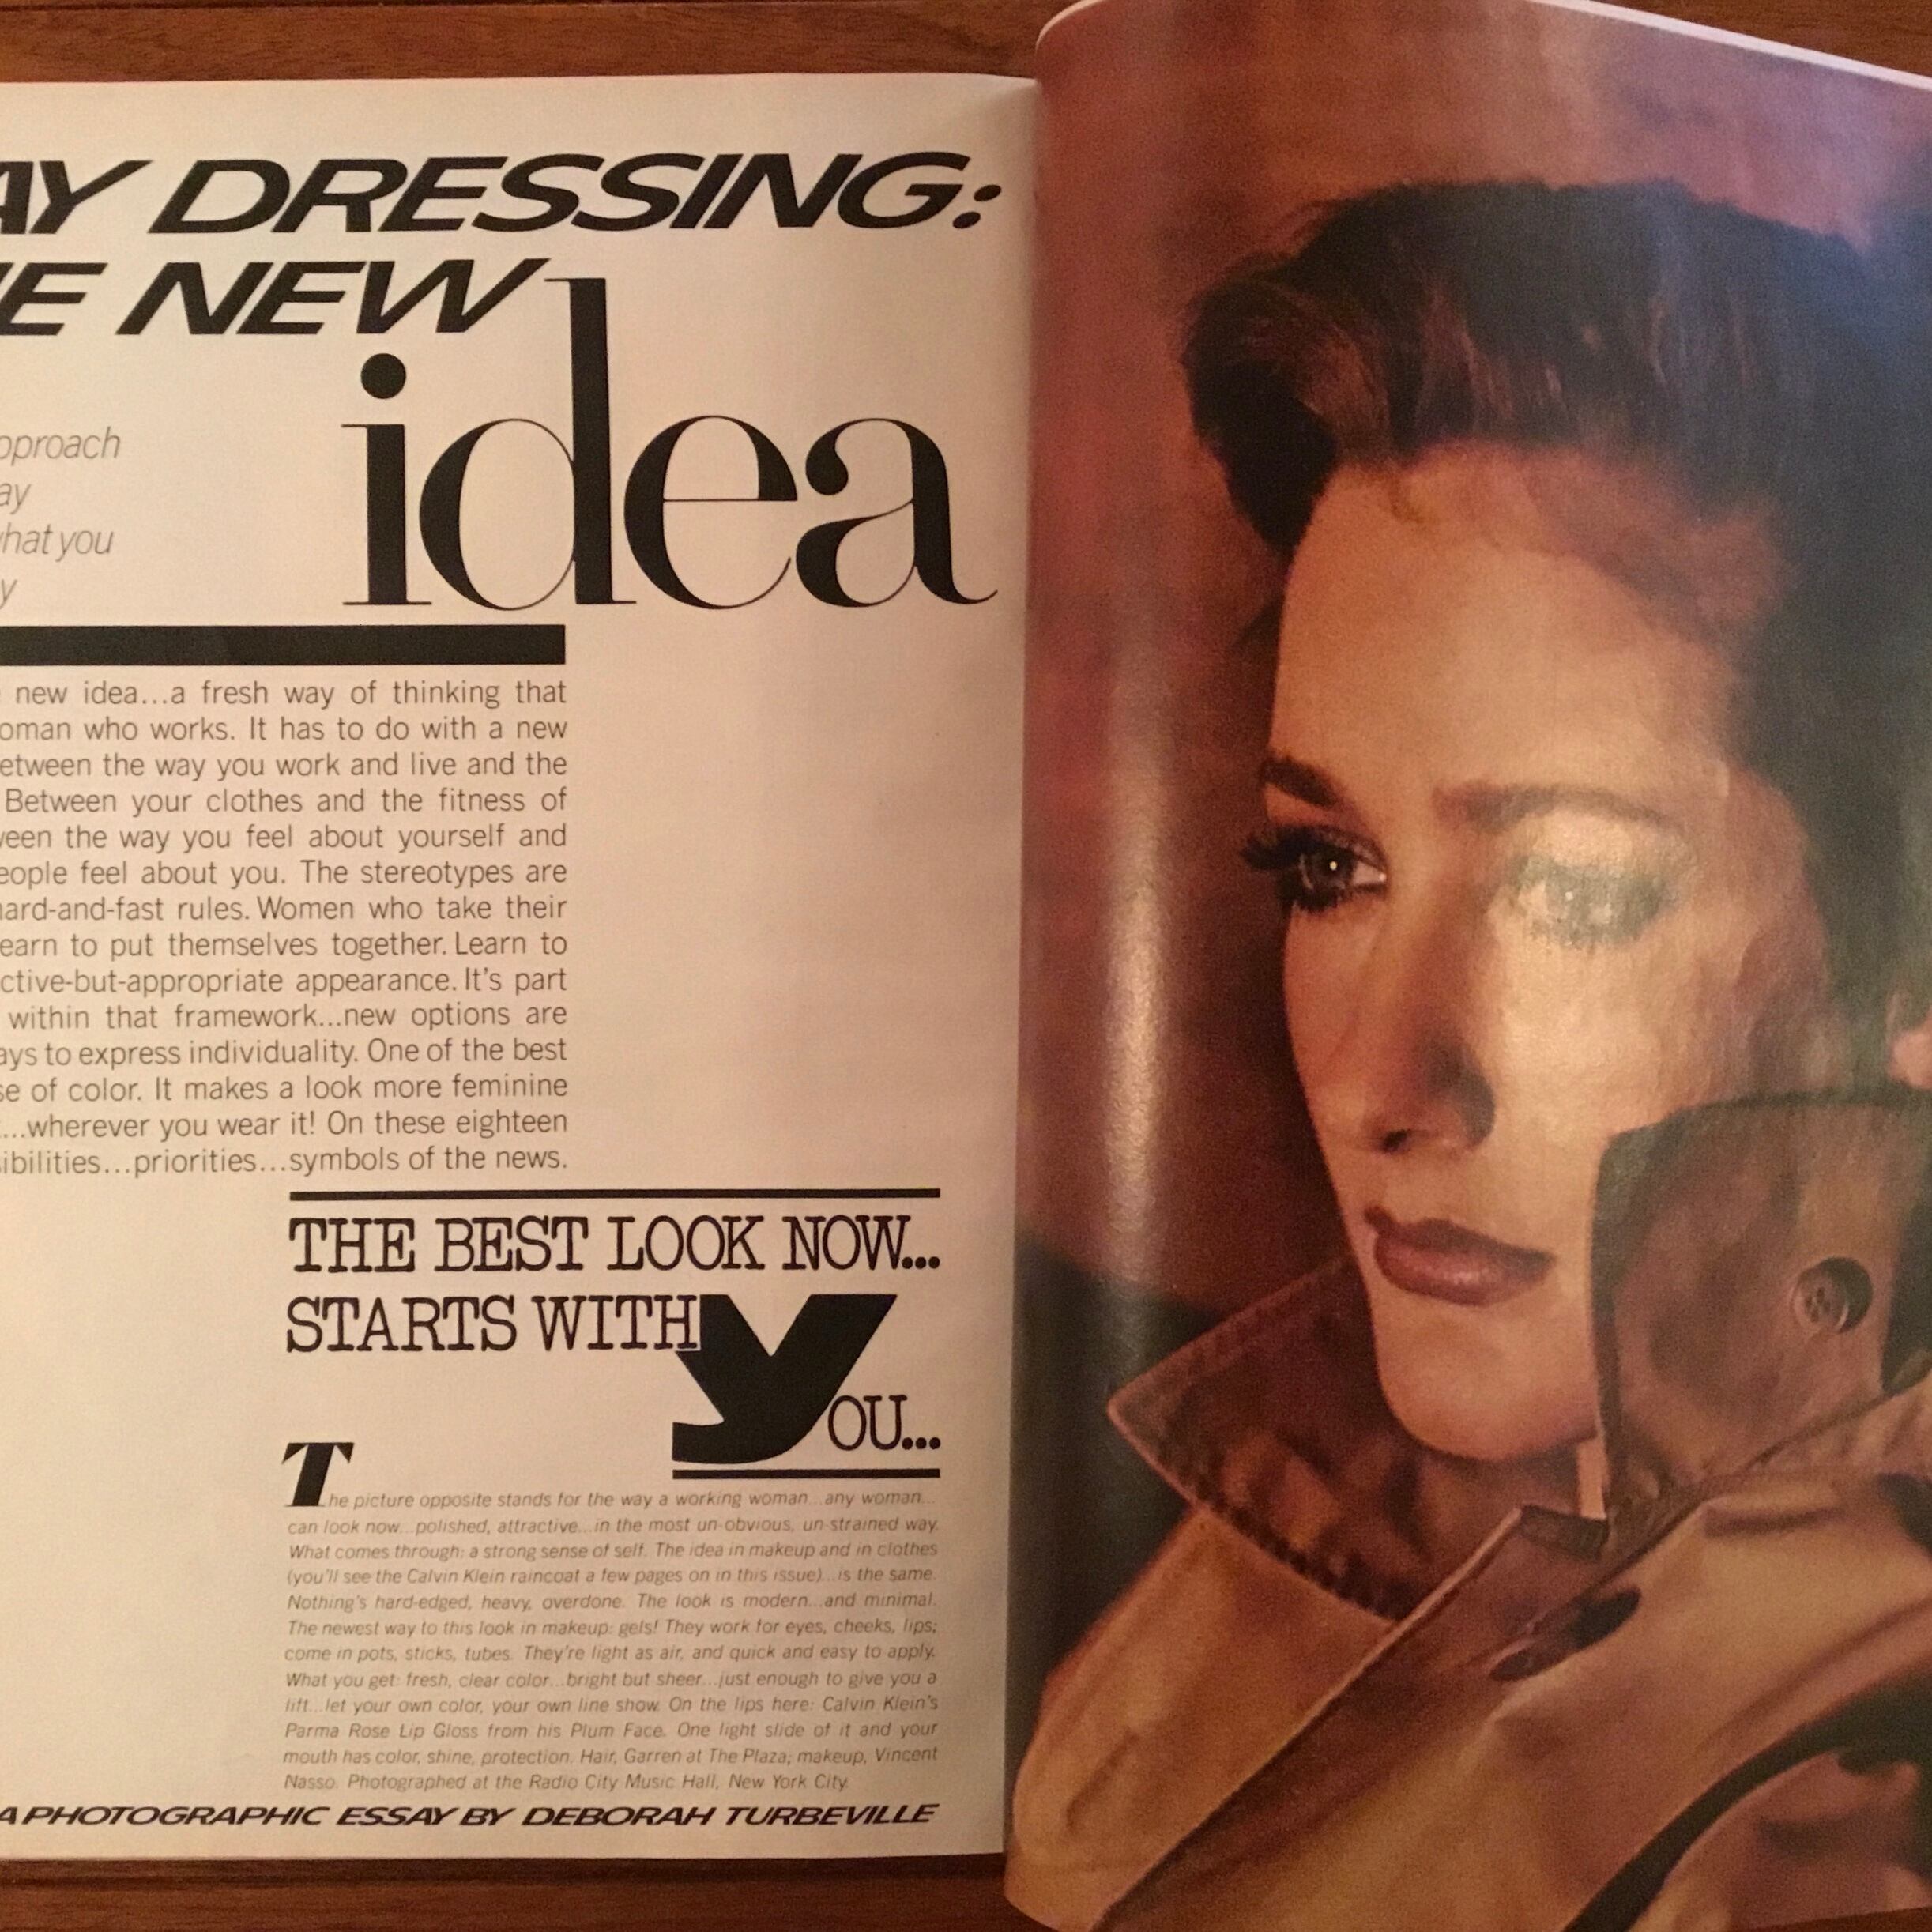 AY DRESSING:
E NEW
idea
pproach
ay
what you
y
new idea...a fresh way of thinking that
oman who works. It has to do with a new
etween the way you work and live and the
Between your clothes and the fitness of
ween the way you feel about yourself and
eople feel about you. The stereotypes are
hard-and-fast rules. Women who take their
earn to put themselves together. Learn to
ctive-but-appropriate appearance. It's part
within that framework...new options are
ays to express individuality. One of the best
se of color. It makes a look more feminine
...wherever you wear it! On these eighteen
ibilities...priorities...symbols of the news.
THE BEST LOOK NOW...
STARTS WITH
YOU...
The picture opposite stands for the way a working woman...any woman...
can look now...polished, attractive...in the most un-obvious, un-strained way.
What comes through: a strong sense of self. The idea in makeup and in clothes
(you'll see the Calvin Klein raincoat a few pages on in this issue)...is the same.
Nothing's hard-edged, heavy, overdone. The look is modern...and minimal.
The newest way to this look in makeup: gels! They work for eyes, cheeks, lips;
come in pots, sticks, tubes. They're light as air, and quick and easy to apply.
What you get: fresh, clear color...bright but sheer...just enough to give you a
lift...let your own color, your own line show. On the lips here: Calvin Klein's
Parma Rose Lip Gloss from his Plum Face. One light slide of it and your
mouth has color, shine, protection. Hair, Garren at The Plaza; makeup, Vincent
Nasso. Photographed at the Radio City Music Hall, New York City.
A PHOTOGRAPHIC ESSAY BY DEBORAH TURBEVILLE